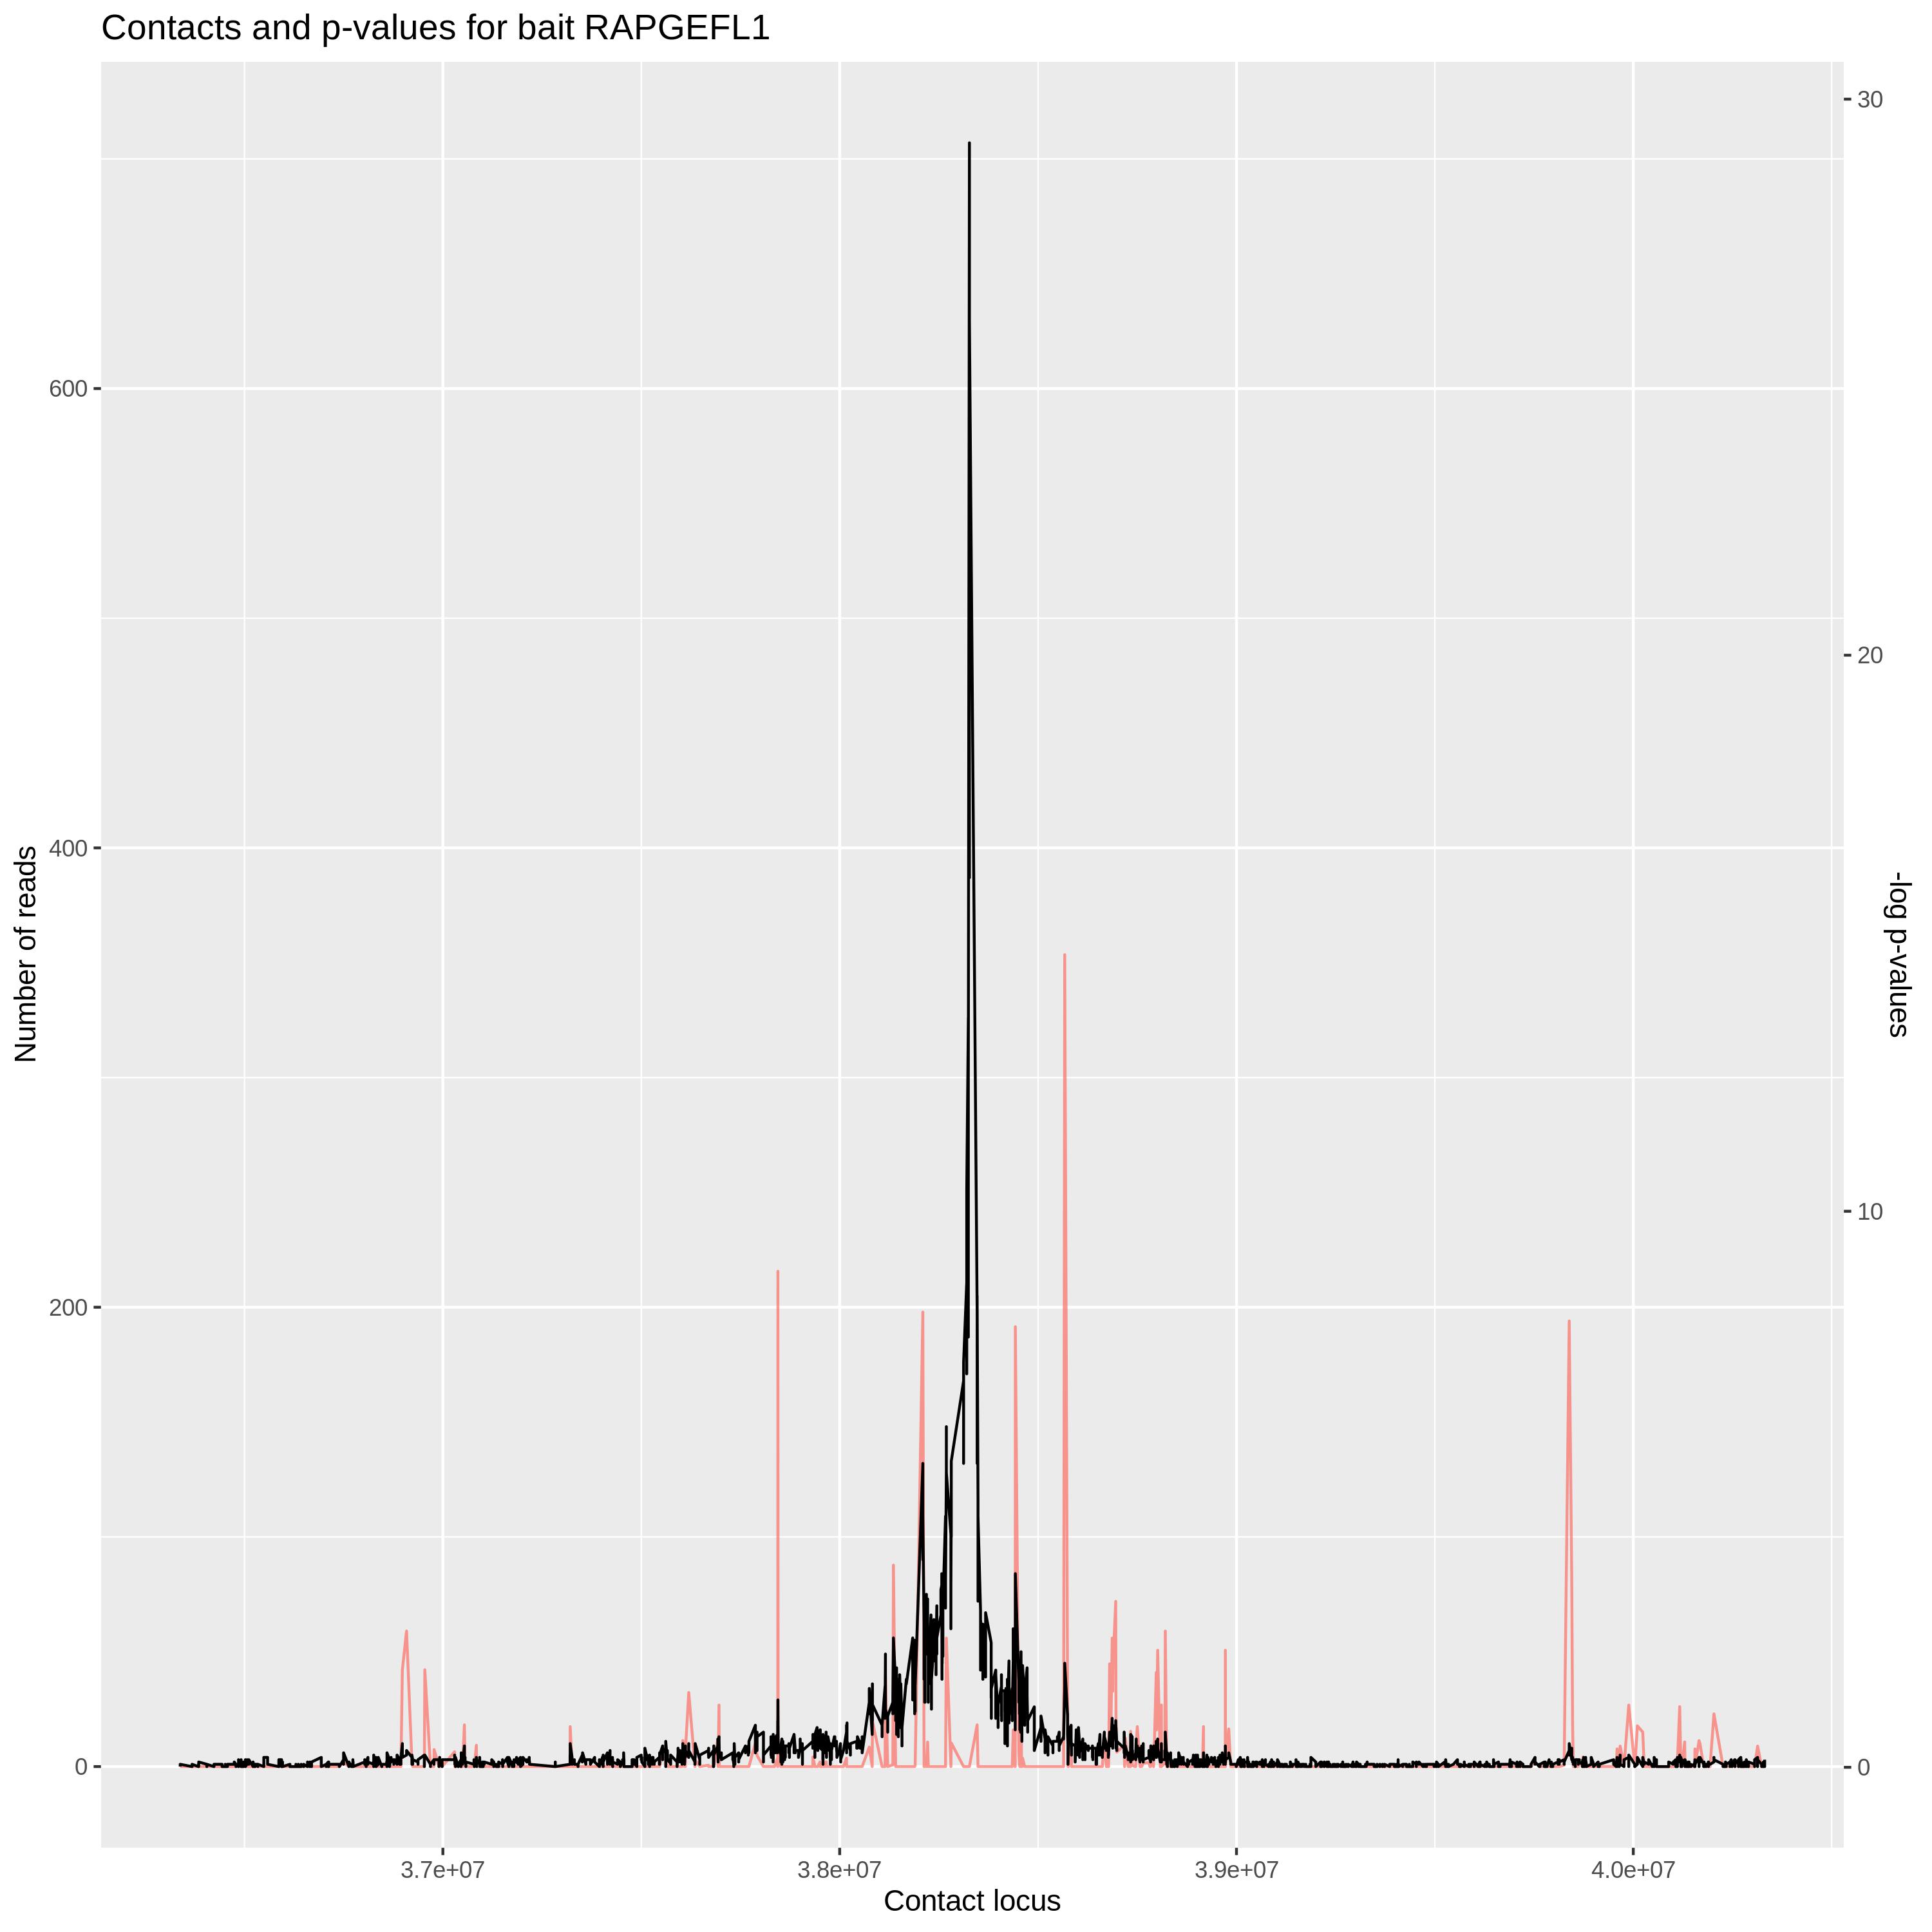 Contacts and p-values for bait RAPGEFL1
30
600
20
400
Number of reads
-log p-values
10
200
0
0
3.7e+07
3.8e+07
3.9e+07
4.0e+07
Contact locus